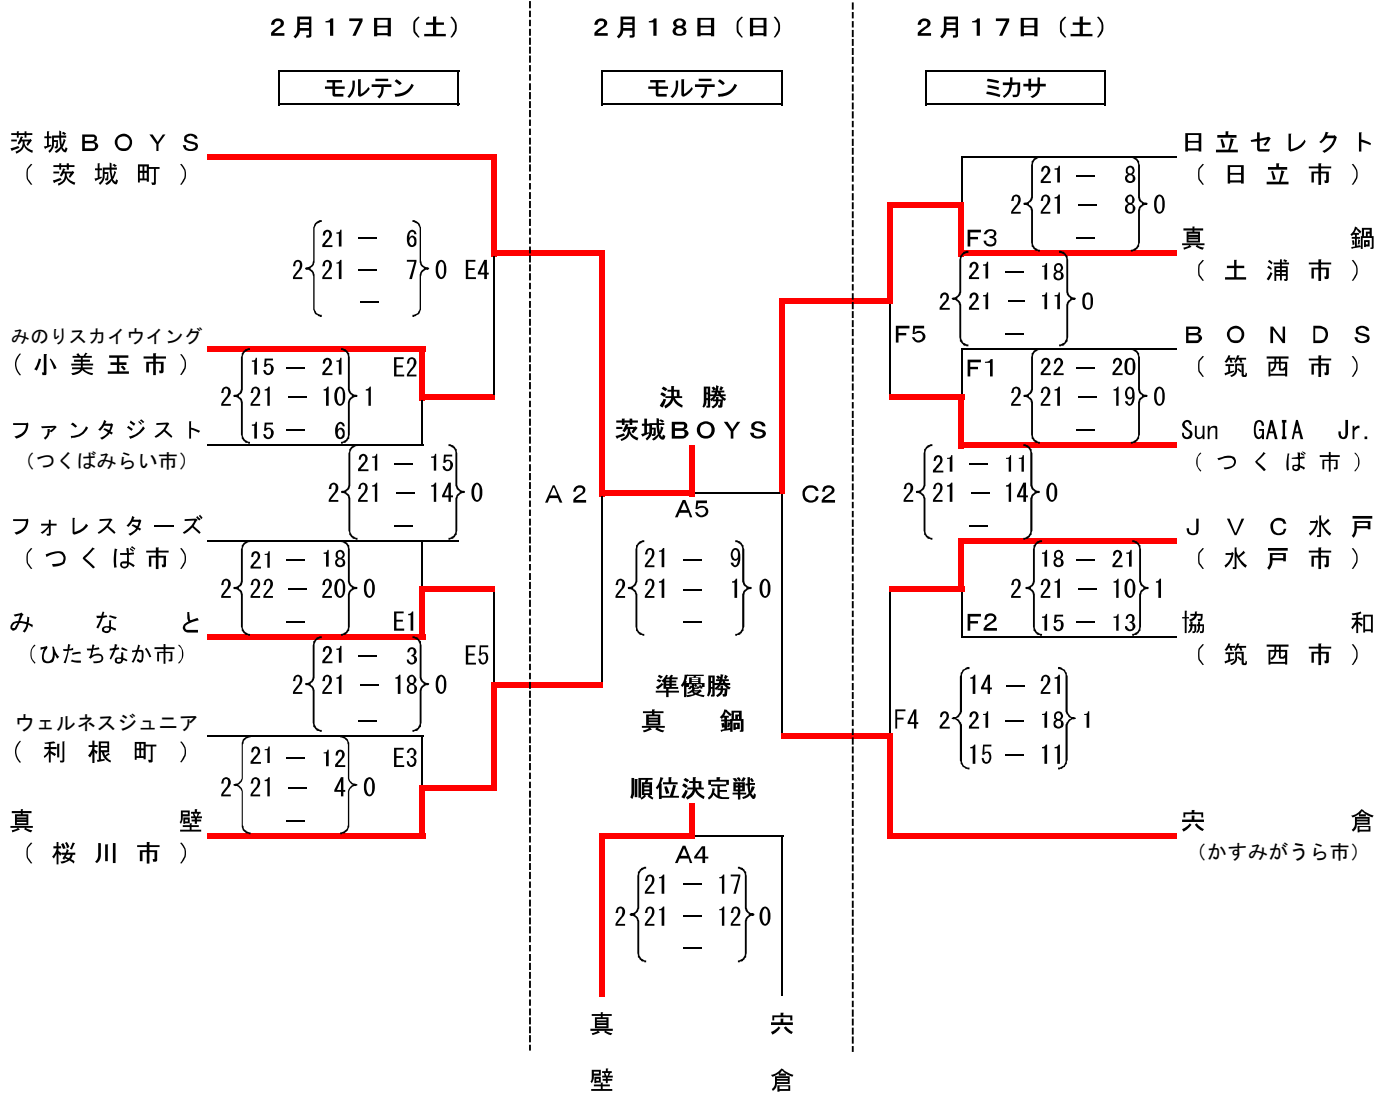 ２月１７日（土）
モルテン
茨城ＢＯＹＳ
（茨城町）
21 － 6
2 21 － 7 0 E4
－
みのりスカイウイング
（小美玉市）
15 － 21 E2
2 21 － 10 1
15 － 6
ファンタジスト
（つくばみらい市）
21 － 15
2 21 － 14 0
－
フォレスターズ
（つくば市）
21 － 18
2 22 － 20 0
－ E1
みなと
（ひたちなか市）
21 － 3 E5
2 21 － 18 0
－
ウェルネスジュニア
（利根町）
21 － 12 E3
2 21 － 4 0
－
真壁
（桜川市）
２月１８日（日）
モルテン
決勝
茨城ＢＯＹＳ
Ａ２
A5
C2
21 － 9
2 21 － 1 0
－
準優勝
真鍋
順位決定戦
A4
21 － 17
2 21 － 12 0
－
真壁
宍倉
２月１７日（土）
ミカサ
日立セレクト
（日立市）
21 － 8
2 21 － 8 0
－
F3
真鍋
（土浦市）
21 － 18
2 21 － 11 0
－
F5
ＢＯＮＤＳ
（筑西市）
F1 22 － 20
2 21 － 19 0
－
Sun GAIA Jr.
（つくば市）
21 － 11
2 21 － 14 0
－
ＪＶＣ水戸
（水戸市）
18 － 21
2 21 － 10 1
F2 15 － 13
協和
（筑西市）
14 － 21
F4 2 21 － 18 1
15 － 11
宍倉
（かすみがうら市）